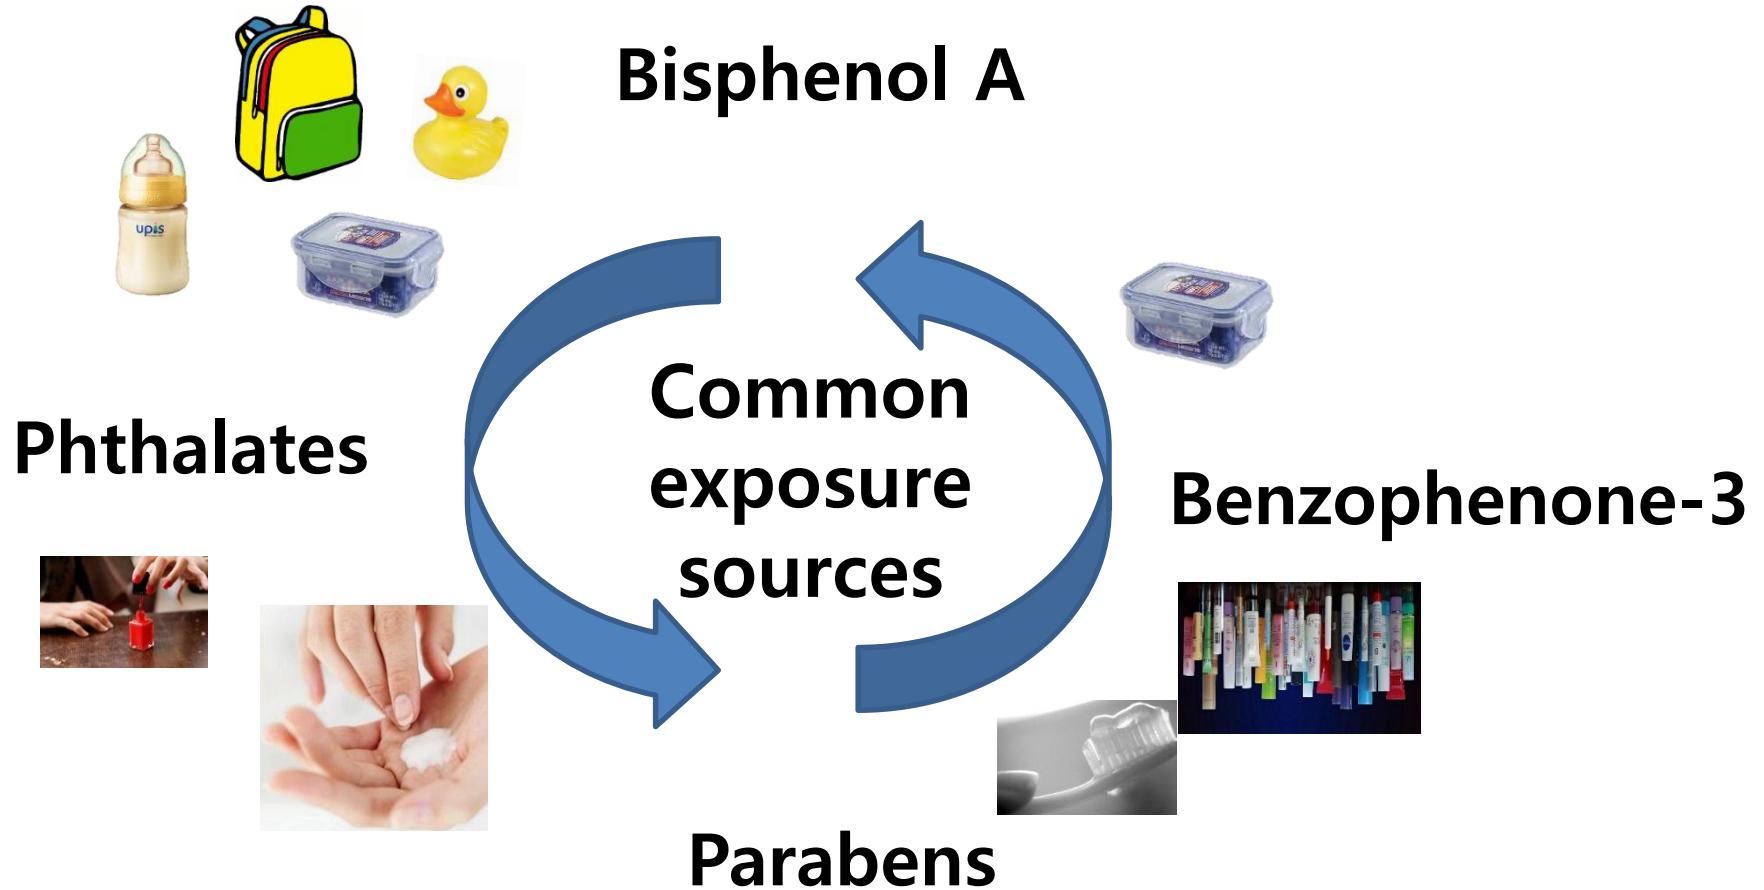 Bisphenol A
upis
Common
exposure
sources
Phthalates
Benzophenone-3
Parabens